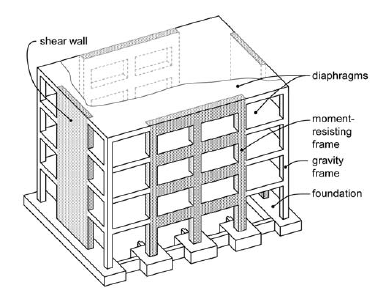 shear wall
diaphragms
moment-
resisting
frame
gravity
frame
foundation